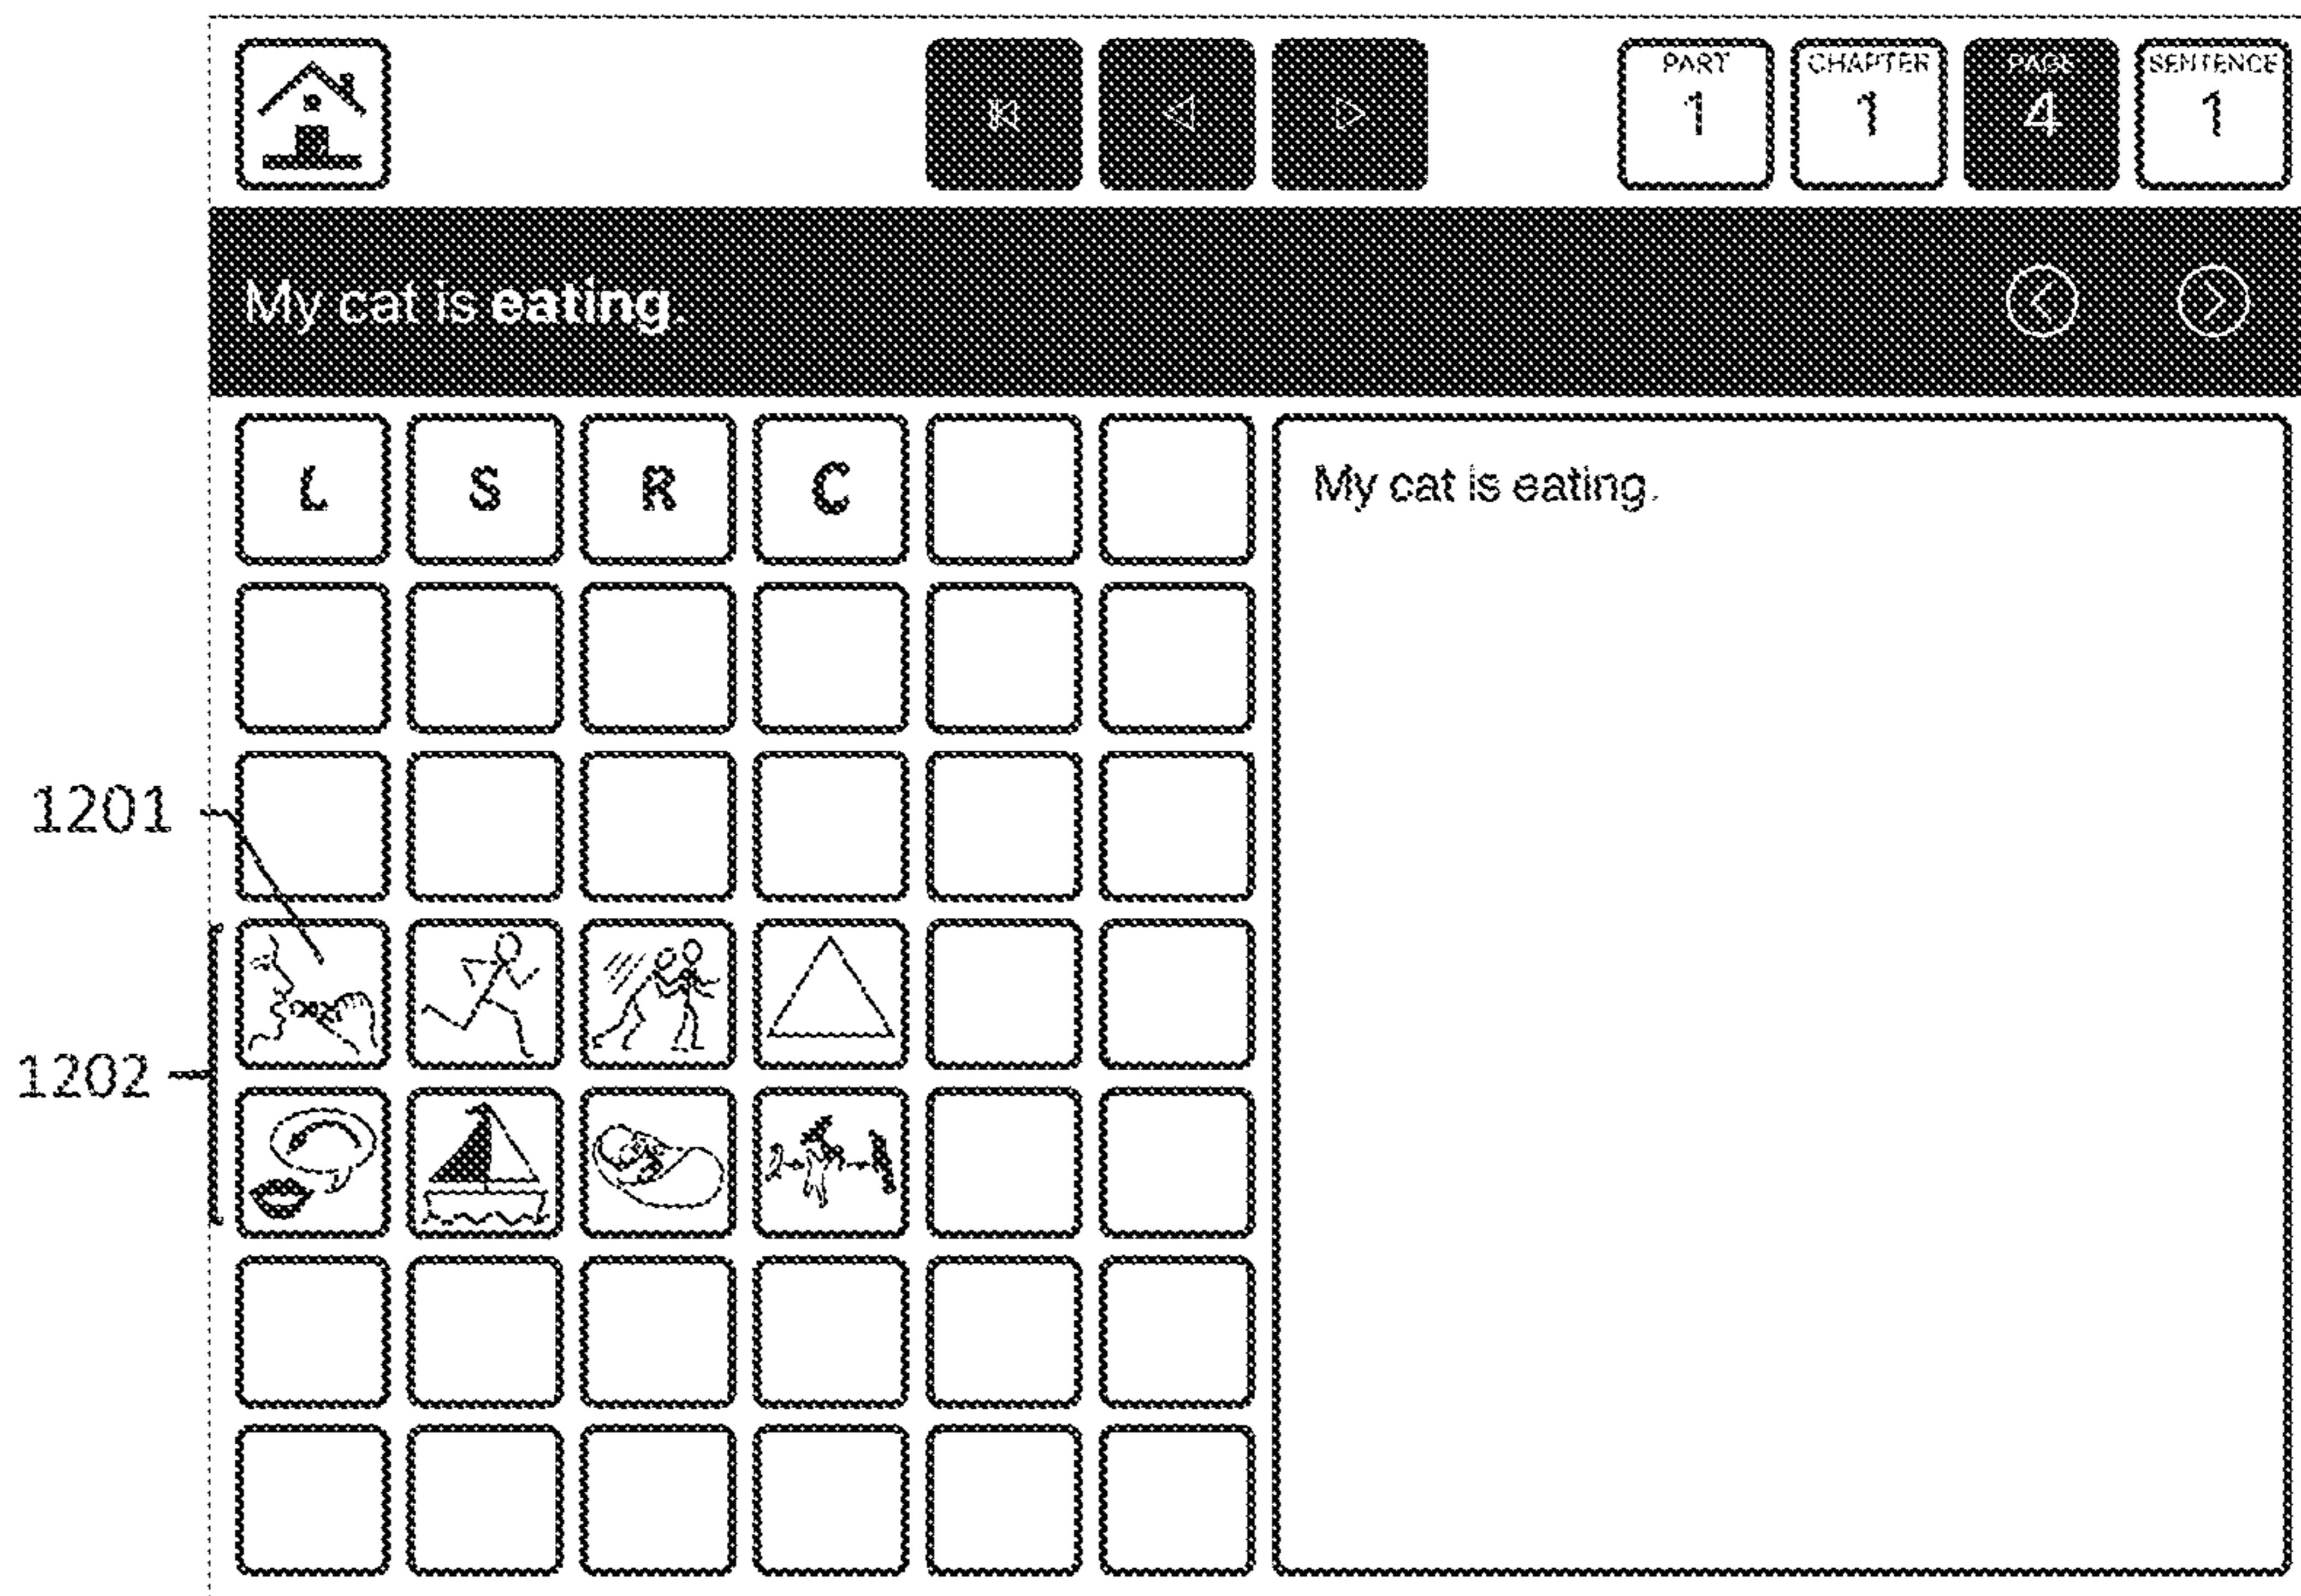 PART CHAPTER PAGE SENTENCE
1 1 4 1
My cat is eating.
L S R C
My cat is eating.
1201
1202